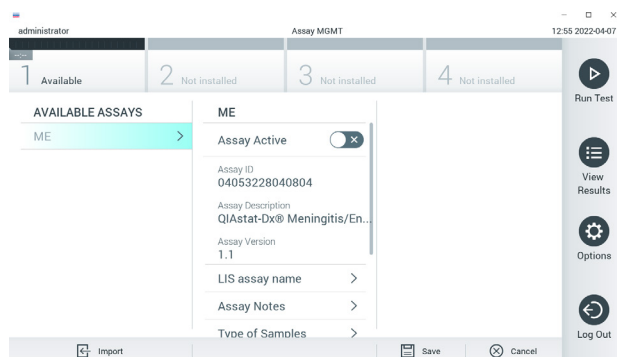 administrator
Assay MGMT
12:55 2022-04-07
--:--
1 Available
2 Not installed
3 Not installed
4 Not installed
Run Test
AVAILABLE ASSAYS
ME
ME
Assay Active
Assay ID
04053228040804
Assay Description
QIAstat-Dx® Meningitis/En...
Assay Version
1.1
LIS assay name
Assay Notes
Type of Samples
View
Results
Options
Log Out
Import
Save
Cancel